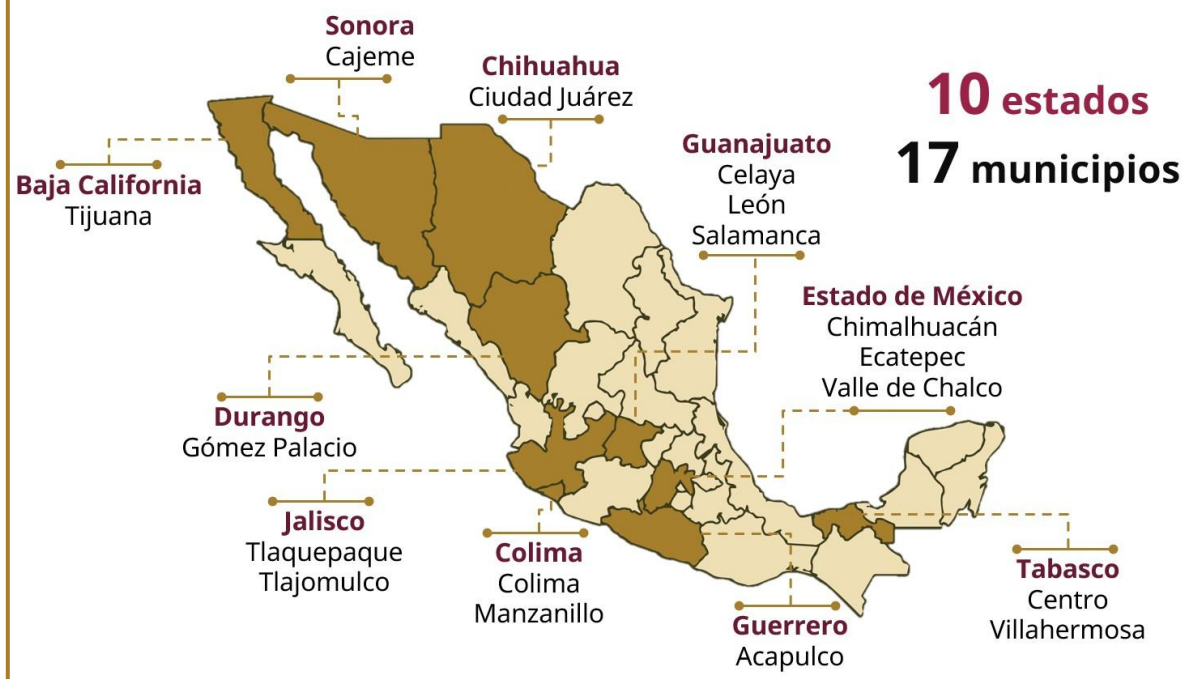 Sonora
Cajeme
Chihuahua
Ciudad Juárez
10 estados
17 municipios
Guanajuato
Celaya
León
Salamanca
Baja California
Tijuana
Estado de México
Chimalhuacán
Ecatepec
Valle de Chalco
Durango
Gómez Palacio
Jalisco
Tlaquepaque
Tlajomulco
Colima
Colima
Manzanillo
Guerrero
Acapulco
Tabasco
Centro
Villahermosa